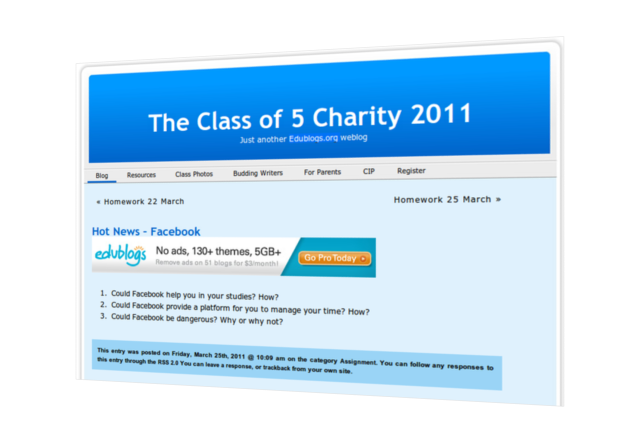 The Class of 5 Charity 2011
Just another Edublogs.org weblog
Blog Resources Class Photos Budding Writers For Parents CIP Register
« Homework 22 March Homework 25 March »
Hot News – Facebook
edublogs No ads, 130+ themes, 5GB+ Go Pro Today
Remove ads on $1 blogs for $3/month!
1. Could Facebook help you in your studies? How?
2. Could Facebook provide a platform for you to manage your time? How?
3. Could Facebook be dangerous? Why or why not?
This entry was posted on Friday, March 25th, 2011 @ 10:09 am on the category Assignment. You can follow any responses to
this entry through the RSS 2.0 You can leave a response, or trackback from your own site.